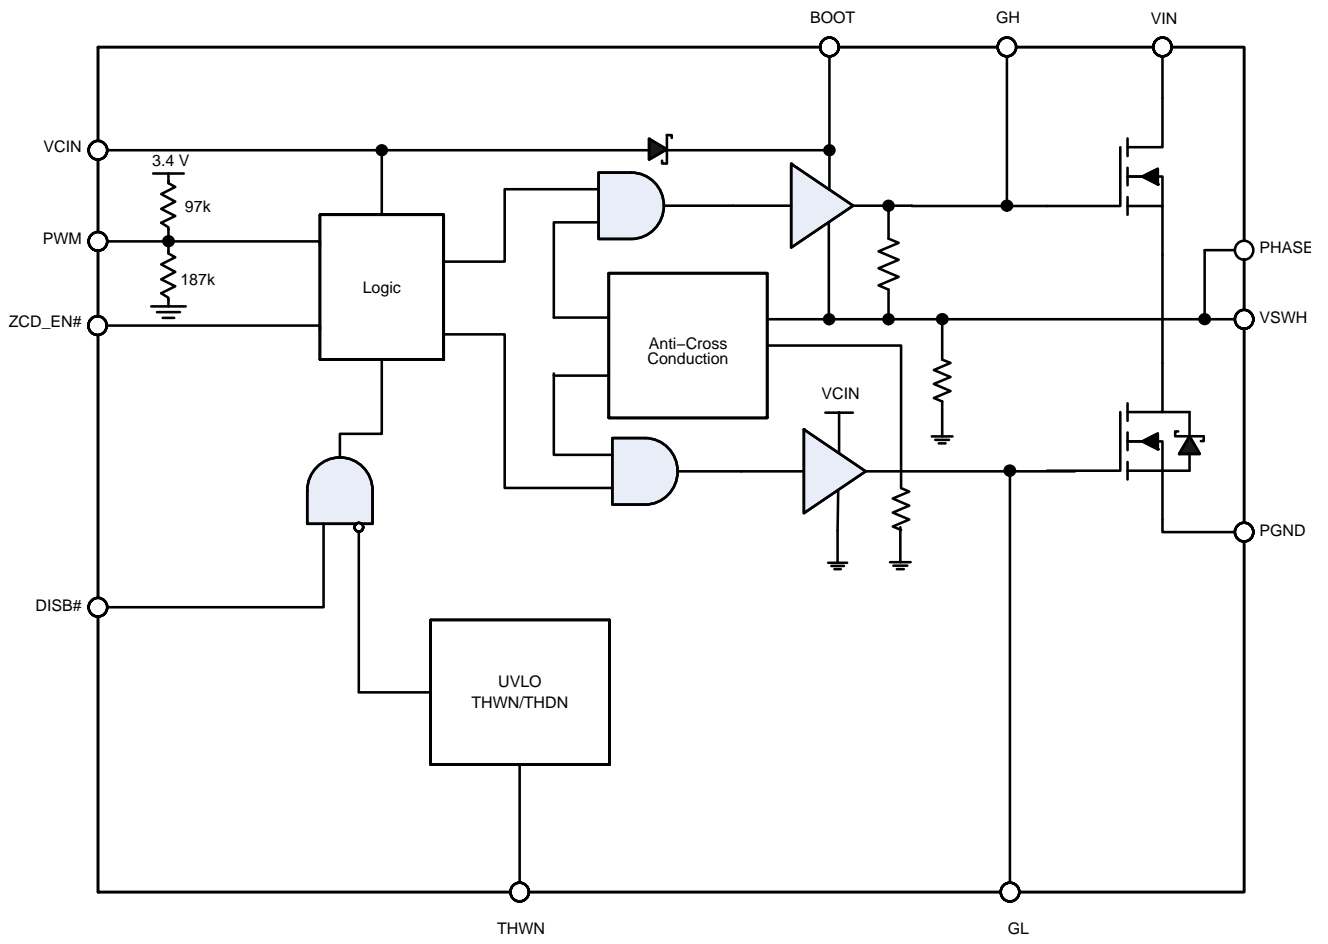 BOOT
GH
VIN
VCIN
3.4 V
97k
PWM
187k
ZCD_EN#
Logic
Anti−Cross
Conduction
PHASE
VSWH
VCIN
PGND
DISB#
UVLO
THWN/THDN
THWN
GL